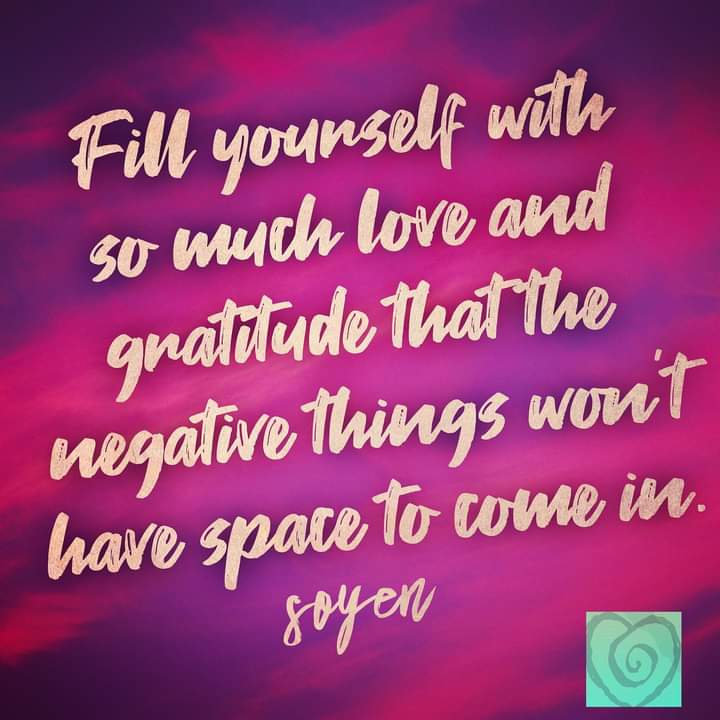 Fill yourself with
so much love and
gratitude that the
negative things won't
have space to come in.
soyen